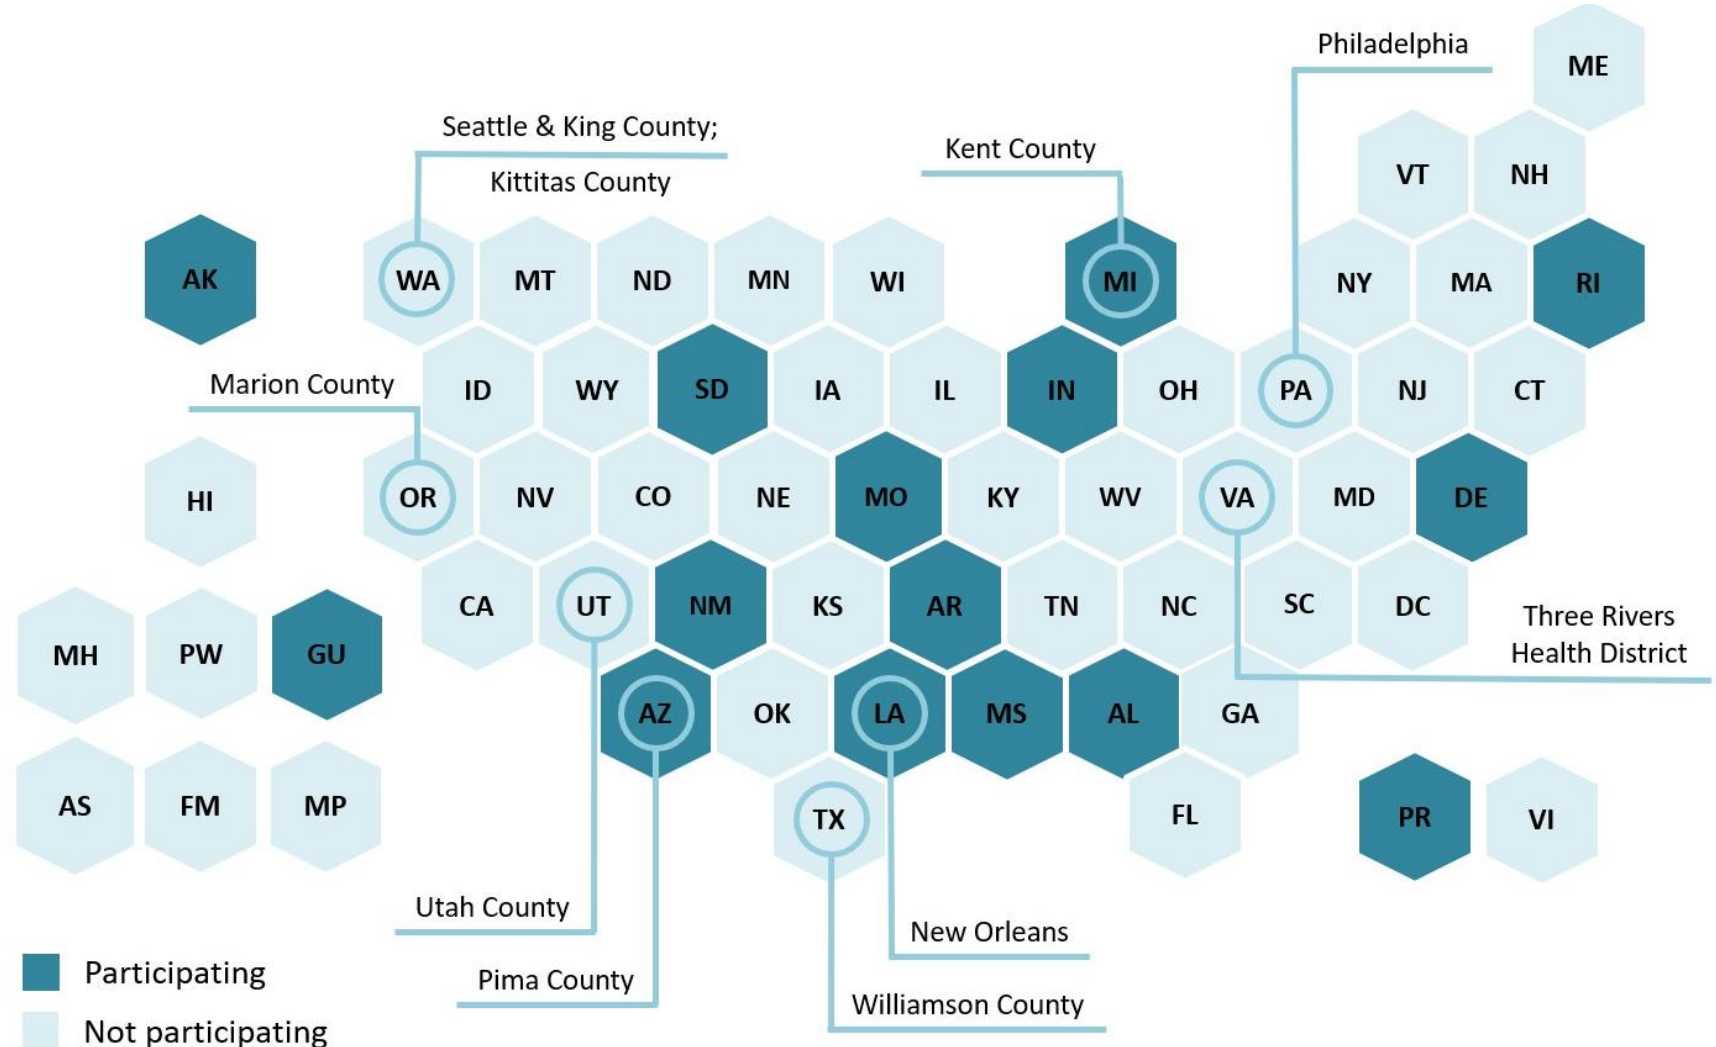 Philadelphia
ME
Seattle & King County;
Kittitas County
Kent County
VT NH
AK WA MT ND MN WI MI NY MA RI
Marion County
ID WY SD IA IL IN OH PA NJ CT
HI OR NV CO NE MO KY WV VA MD DE
CA UT NM KS AR TN NC SC DC
Three Rivers
Health District
MH PW GU
AZ OK LA MS AL GA
AS FM MP TX FL PR VI
Utah County
New Orleans
Pima County
Williamson County
Participating
Not participating